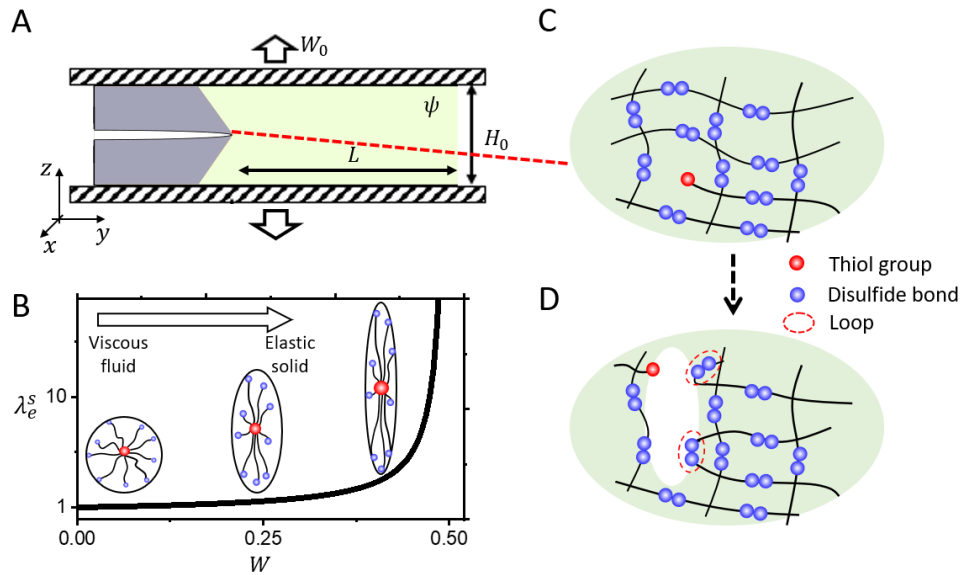 A
W₀
ψ
H₀
L
z
x
y
B
Viscous
fluid
Elastic
solid
λₑˢ
10
1
0.00
0.25
0.50
W
C
Thiol group
Disulfide bond
Loop
D